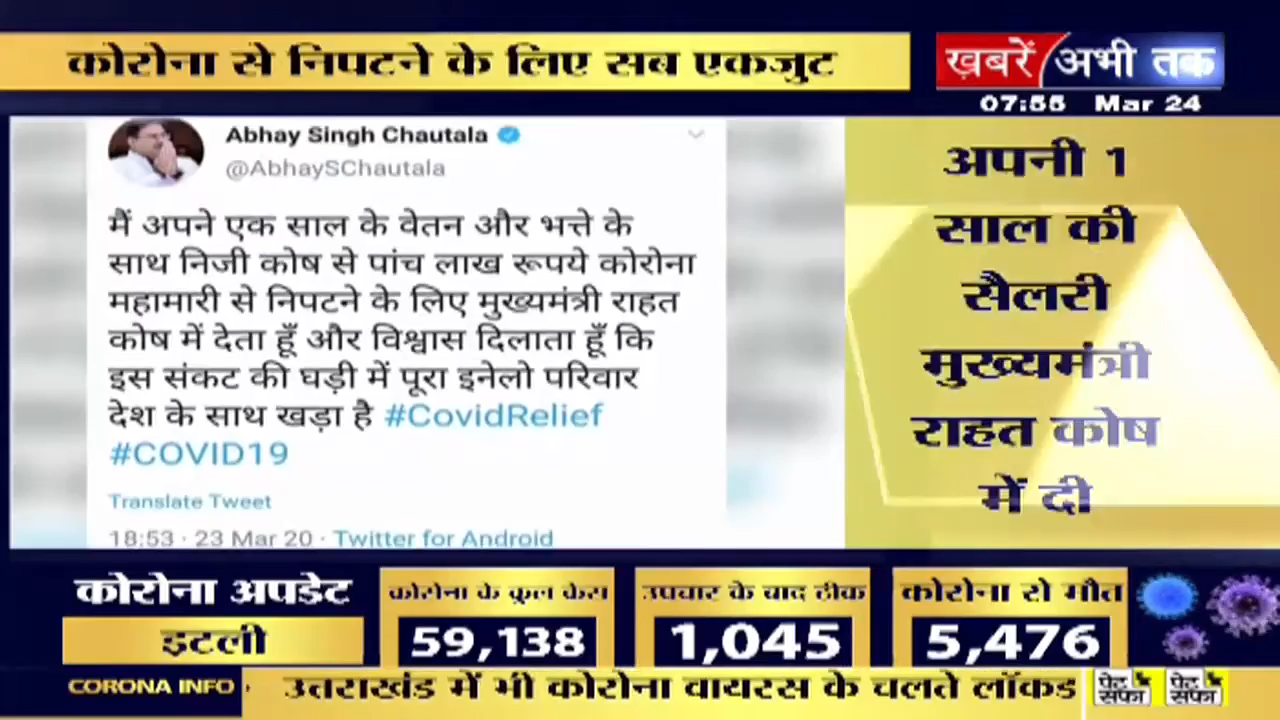 कोरोना से निपटने के लिए सब एकजुट
ख़बरें अभी तक
07:55 Mar 24
Abhay Singh Chautala
@AbhaySChautala
मैं अपने एक साल के वेतन और भत्ते के
साथ निजी कोष से पांच लाख रूपये कोरोना
महामारी से निपटने के लिए मुख्यमंत्री राहत
कोष में देता हूँ और विश्वास दिलाता हूँ कि
इस संकट की घड़ी में पूरा इनेलो परिवार
देश के साथ खड़ा है #CovidRelief
#COVID19
Translate Tweet
18:53 · 23 Mar 20 · Twitter for Android
अपनी 1
साल की
सैलरी
मुख्यमंत्री
राहत कोष
में दी
कोरोना अपडेट
इटली
कोरोना के कुल केस
59,138
उपचार के बाद ठीक
1,045
कोरोना से मौत
5,476
CORONA INFO
उत्तराखंड में भी कोरोना वायरस के चलते लॉकड
पेट सफा
पेट सफा